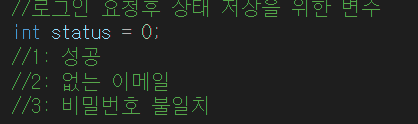 //로그인 요청후 상태 저장을 위한 변수
int status = 0;
//1: 성공
//2: 없는 이메일
//3: 비밀번호 불일치